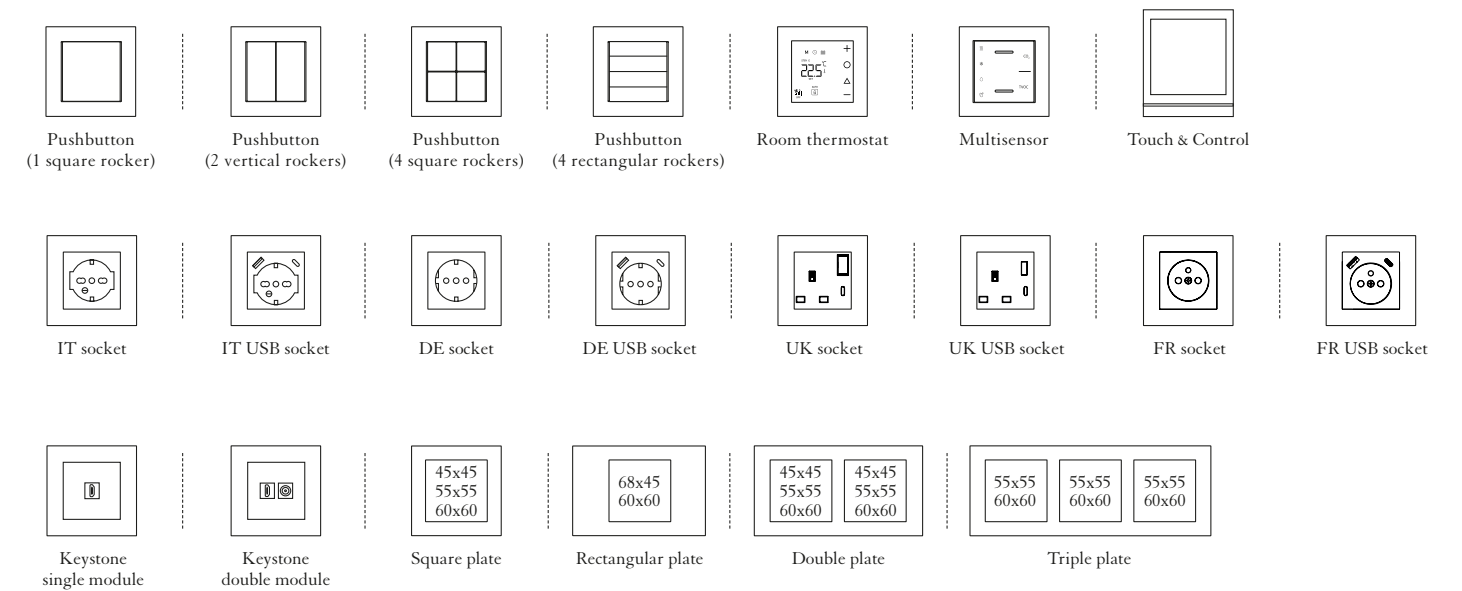 Pushbutton
(1 square rocker)
Pushbutton
(2 vertical rockers)
Pushbutton
(4 square rockers)
Pushbutton
(4 rectangular rockers)
22.5
Room thermostat
Multisensor
Touch & Control
IT socket
IT USB socket
DE socket
DE USB socket
UK socket
UK USB socket
FR socket
FR USB socket
Keystone
single module
Keystone
double module
45x45
55x55
60x60
Square plate
68x45
60x60
Rectangular plate
45x45
55x55
60x60
45x45
55x55
60x60
Double plate
55x55
60x60
55x55
60x60
55x55
60x60
Triple plate